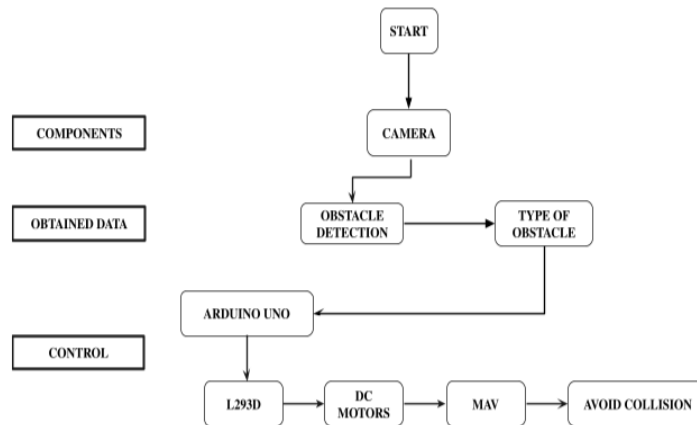 START
COMPONENTS
CAMERA
OBTAINED DATA
OBSTACLE
DETECTION
TYPE OF
OBSTACLE
ARDUINO UNO
CONTROL
L293D
DC
MOTORS
MAV
AVOID COLLISION